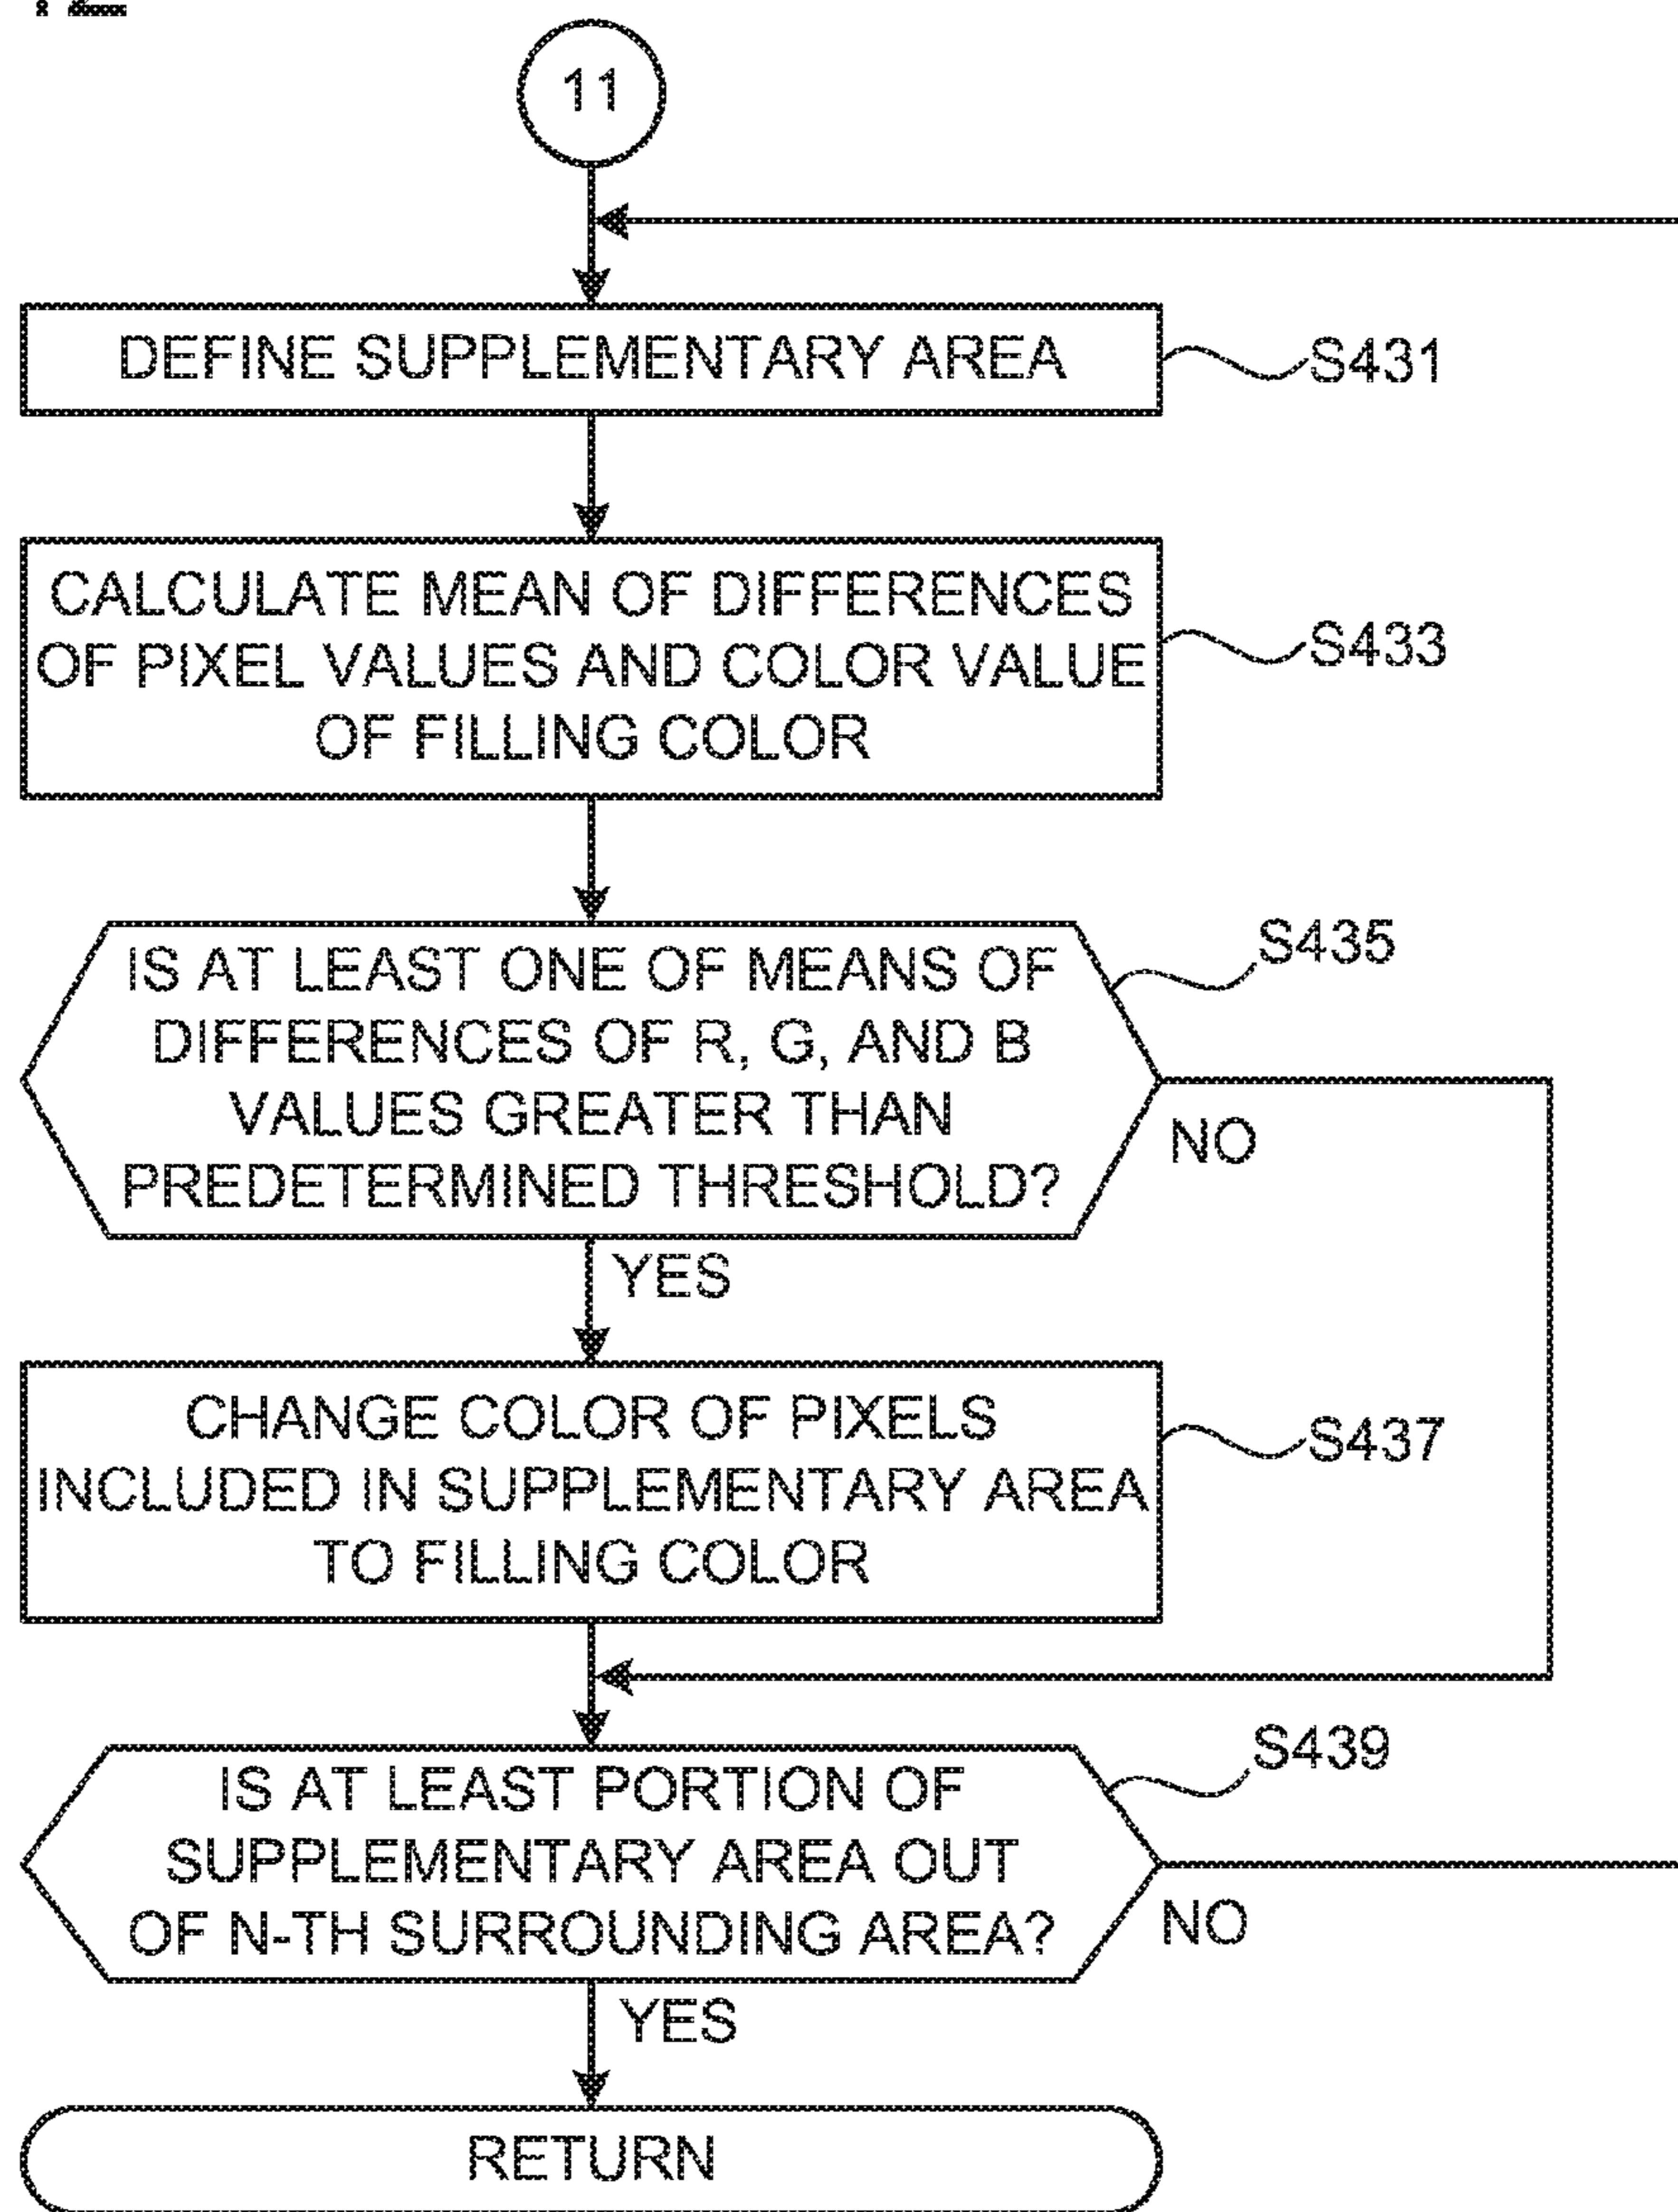 12
11
DEFINE SUPPLEMENTARY AREA
S431
CALCULATE MEAN OF DIFFERENCES
OF PIXEL VALUES AND COLOR VALUE
OF FILLING COLOR
S433
IS AT LEAST ONE OF MEANS OF
DIFFERENCES OF R, G, AND B
VALUES GREATER THAN
PREDETERMINED THRESHOLD?
S435
NO
YES
CHANGE COLOR OF PIXELS
INCLUDED IN SUPPLEMENTARY AREA
TO FILLING COLOR
S437
IS AT LEAST PORTION OF
SUPPLEMENTARY AREA OUT
OF N-TH SURROUNDING AREA?
S439
NO
YES
RETURN